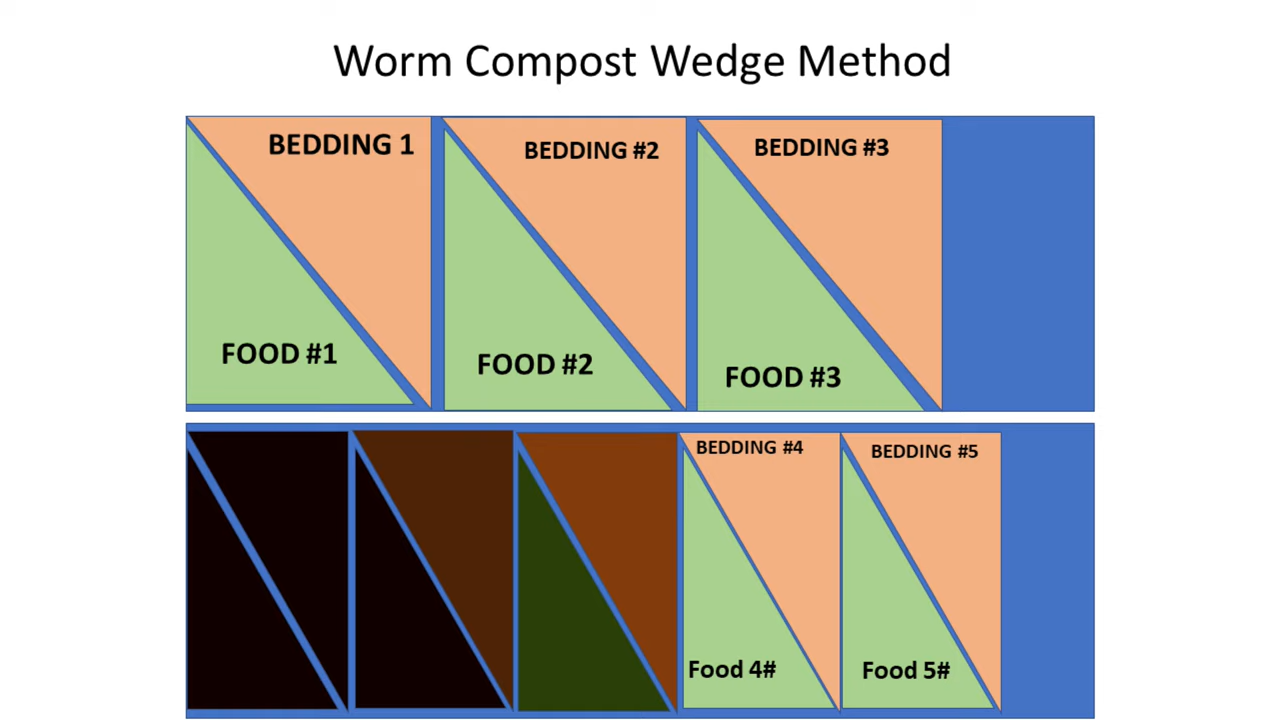 Worm Compost Wedge Method
BEDDING 1
BEDDING #2
BEDDING #3
FOOD #1
FOOD #2
FOOD #3
BEDDING #4
BEDDING #5
Food 4#
Food 5#